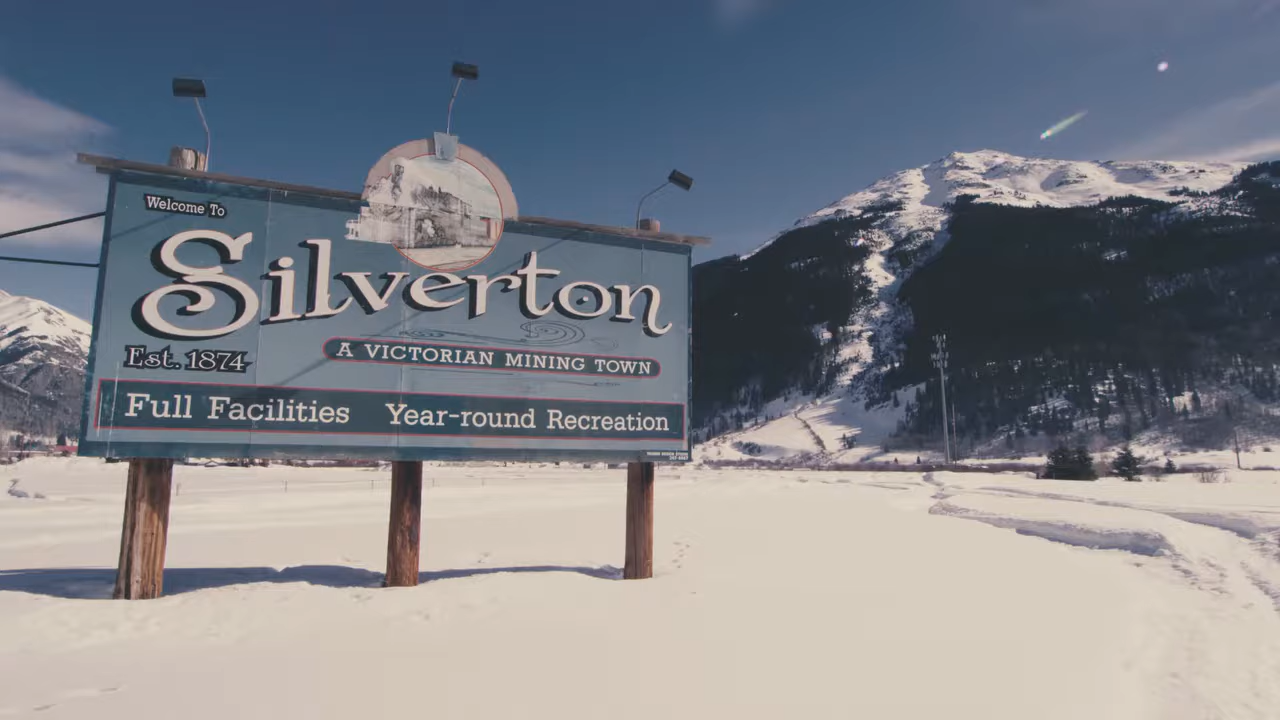 Welcome To
Silverton
Est. 1874
A VICTORIAN MINING TOWN
Full Facilities Year-round Recreation